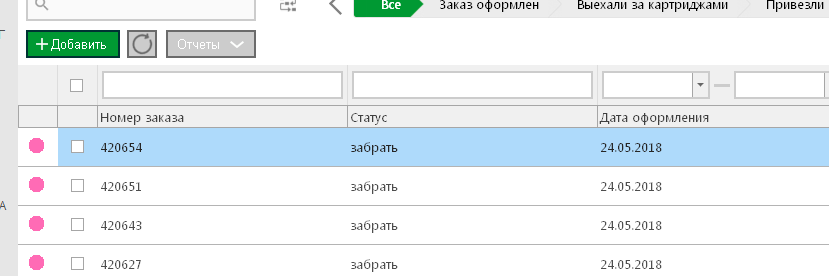 Все Заказ оформлен Выехали за картриджами Привезли
Добавить Отчеты
Номер заказа Статус Дата оформления
420654 забрать 24.05.2018
420651 забрать 24.05.2018
420643 забрать 24.05.2018
420627 забрать 24.05.2018